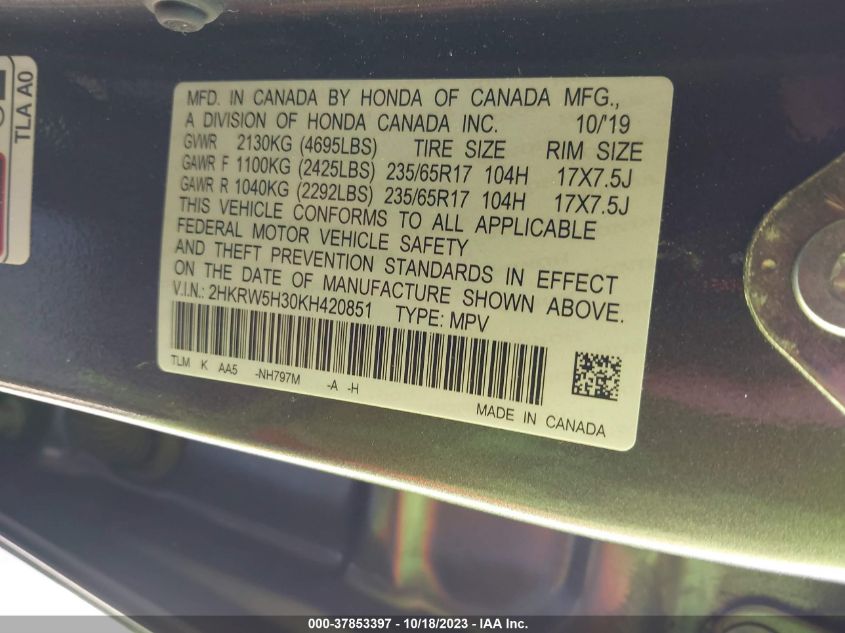 TLA A0
MFD. IN CANADA BY HONDA OF CANADA MFG.,
A DIVISION OF HONDA CANADA INC. 10/'19
GVWR 2130KG (4695LBS) TIRE SIZE RIM SIZE
GAWR F 1100KG (2425LBS) 235/65R17 104H 17X7.5J
GAWR R 1040KG (2292LBS) 235/65R17 104H 17X7.5J
THIS VEHICLE CONFORMS TO ALL APPLICABLE
FEDERAL MOTOR VEHICLE SAFETY
AND THEFT PREVENTION STANDARDS IN EFFECT
ON THE DATE OF MANUFACTURE SHOWN ABOVE.
V.I.N.: 2HKRW5H30KH420851 TYPE: MPV
TLM K AA5 -NH797M -A -H
MADE IN CANADA
000-37853397 - 10/18/2023 - IAA Inc.